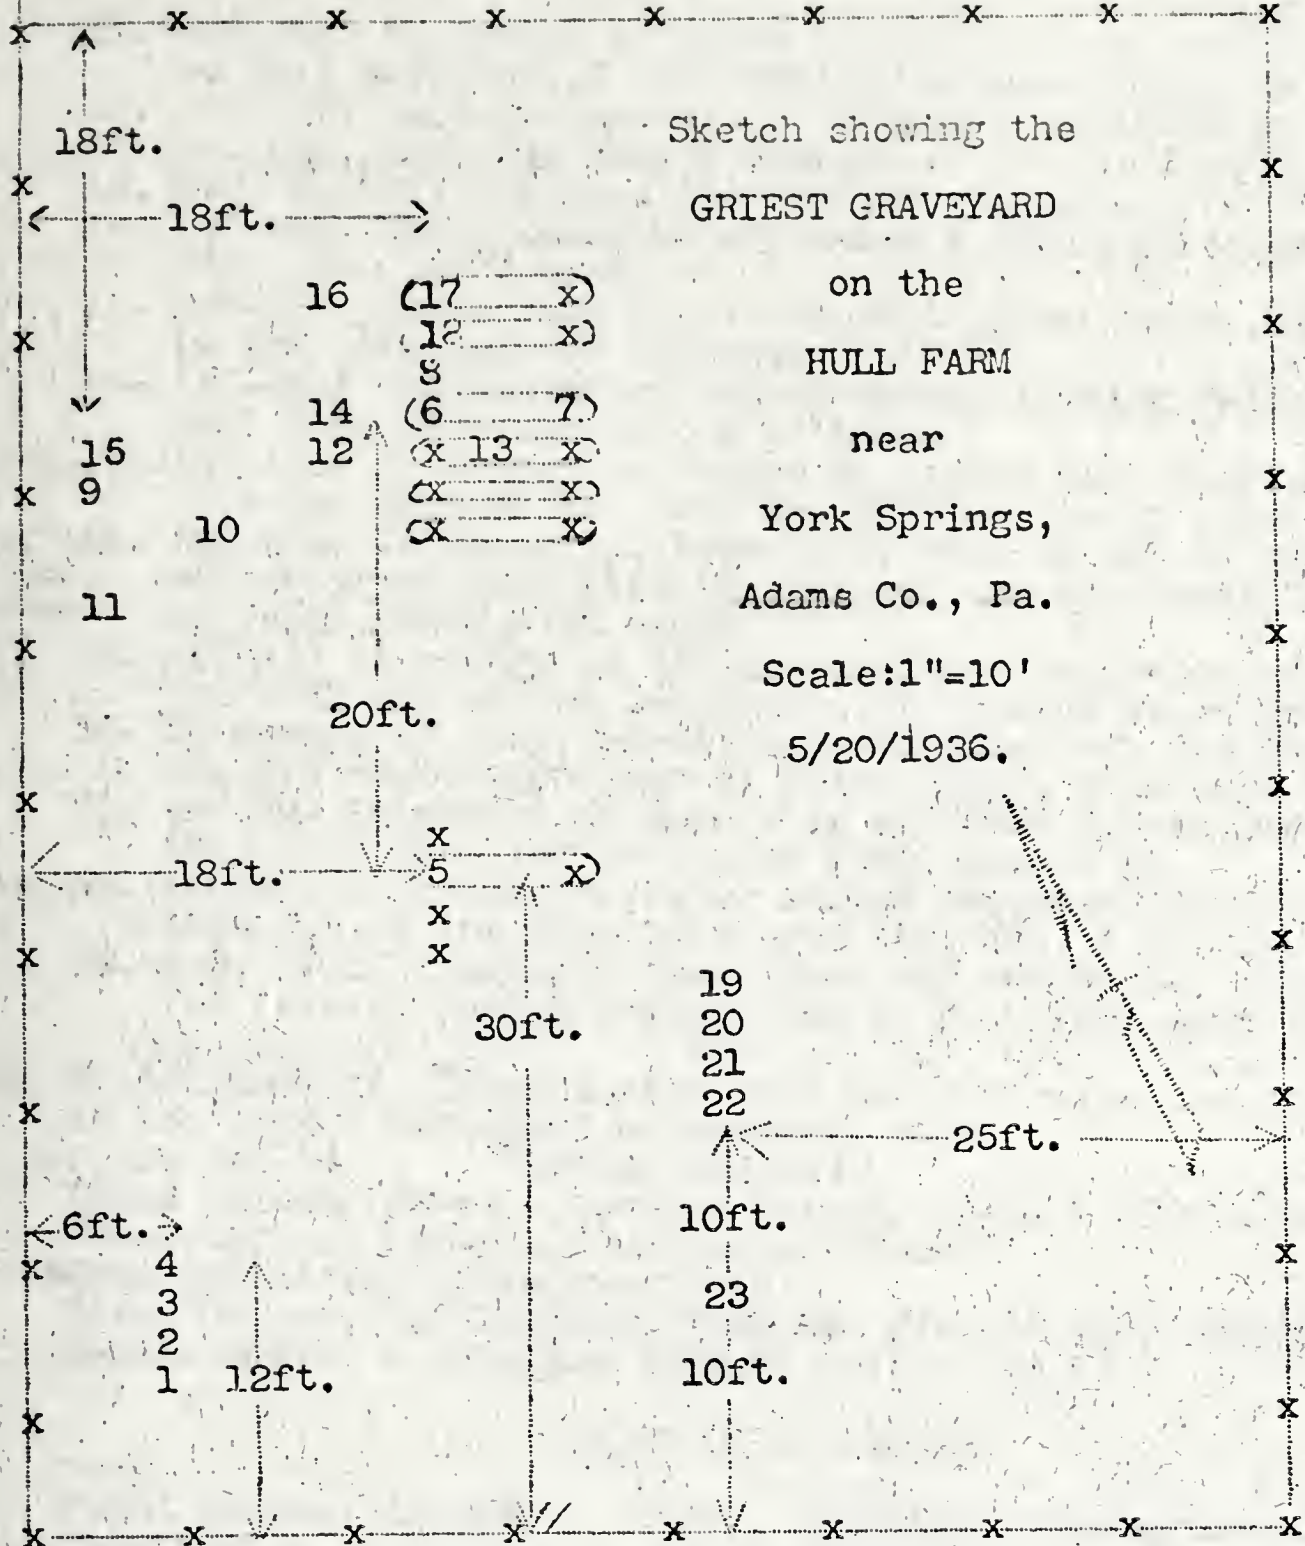 x x x x x x x x x
18ft.
Sketch showing the
x x
GRIEST GRAVEYARD
18ft.
on the
16 (17 x)
x
(18 x)
x
HULL FARM
8
14 (6 7)
near
15 12 (x 13 x)
x 9 (x x)
x
York Springs,
10 (x x)
Adams Co., Pa.
11
x
x
Scale:1"=10'
20ft.
5/20/1936.
x x
x
18ft. 5 x)
x
x x
x
19
30ft. 20
21
22
x x
25ft.
6ft. 10ft.
x 4 x
3 23
2
1 12ft. 10ft.
x x
x x x x x x x x x